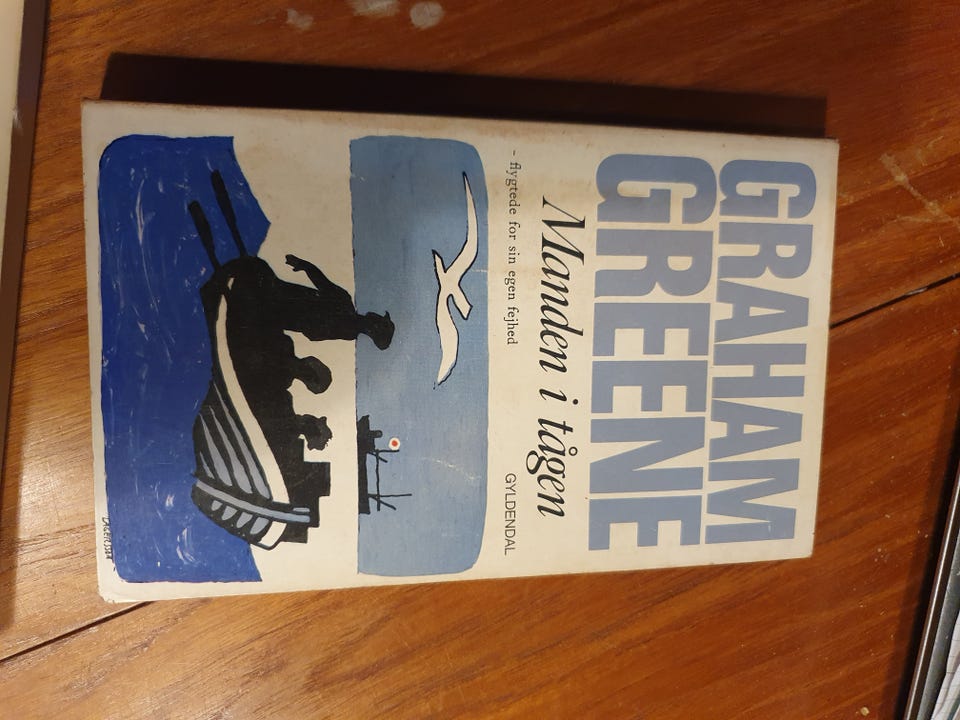 GRAHAM
GREENE
Manden i tågen
- flygtede for sin egen fejhed
GYLDENDAL